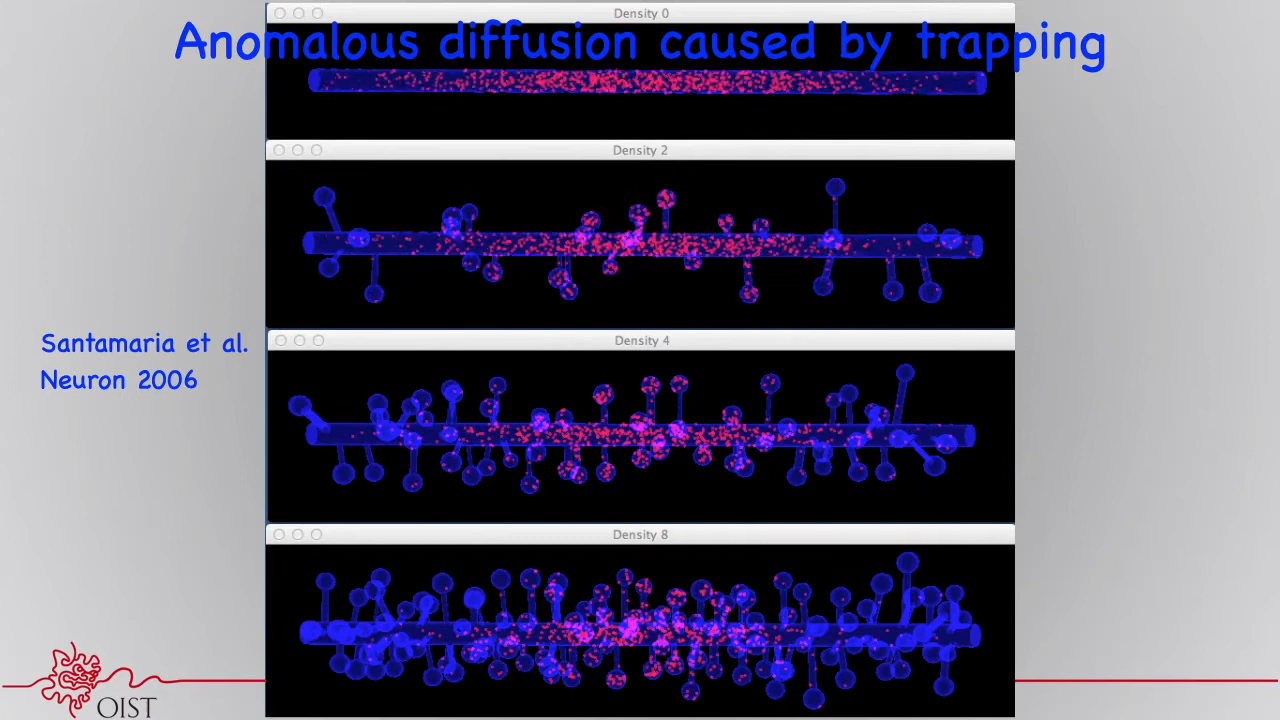 Density 0
Anomalous diffusion caused by trapping
Density 2
Santamaria et al.
Neuron 2006
Density 4
Density 8
OIST